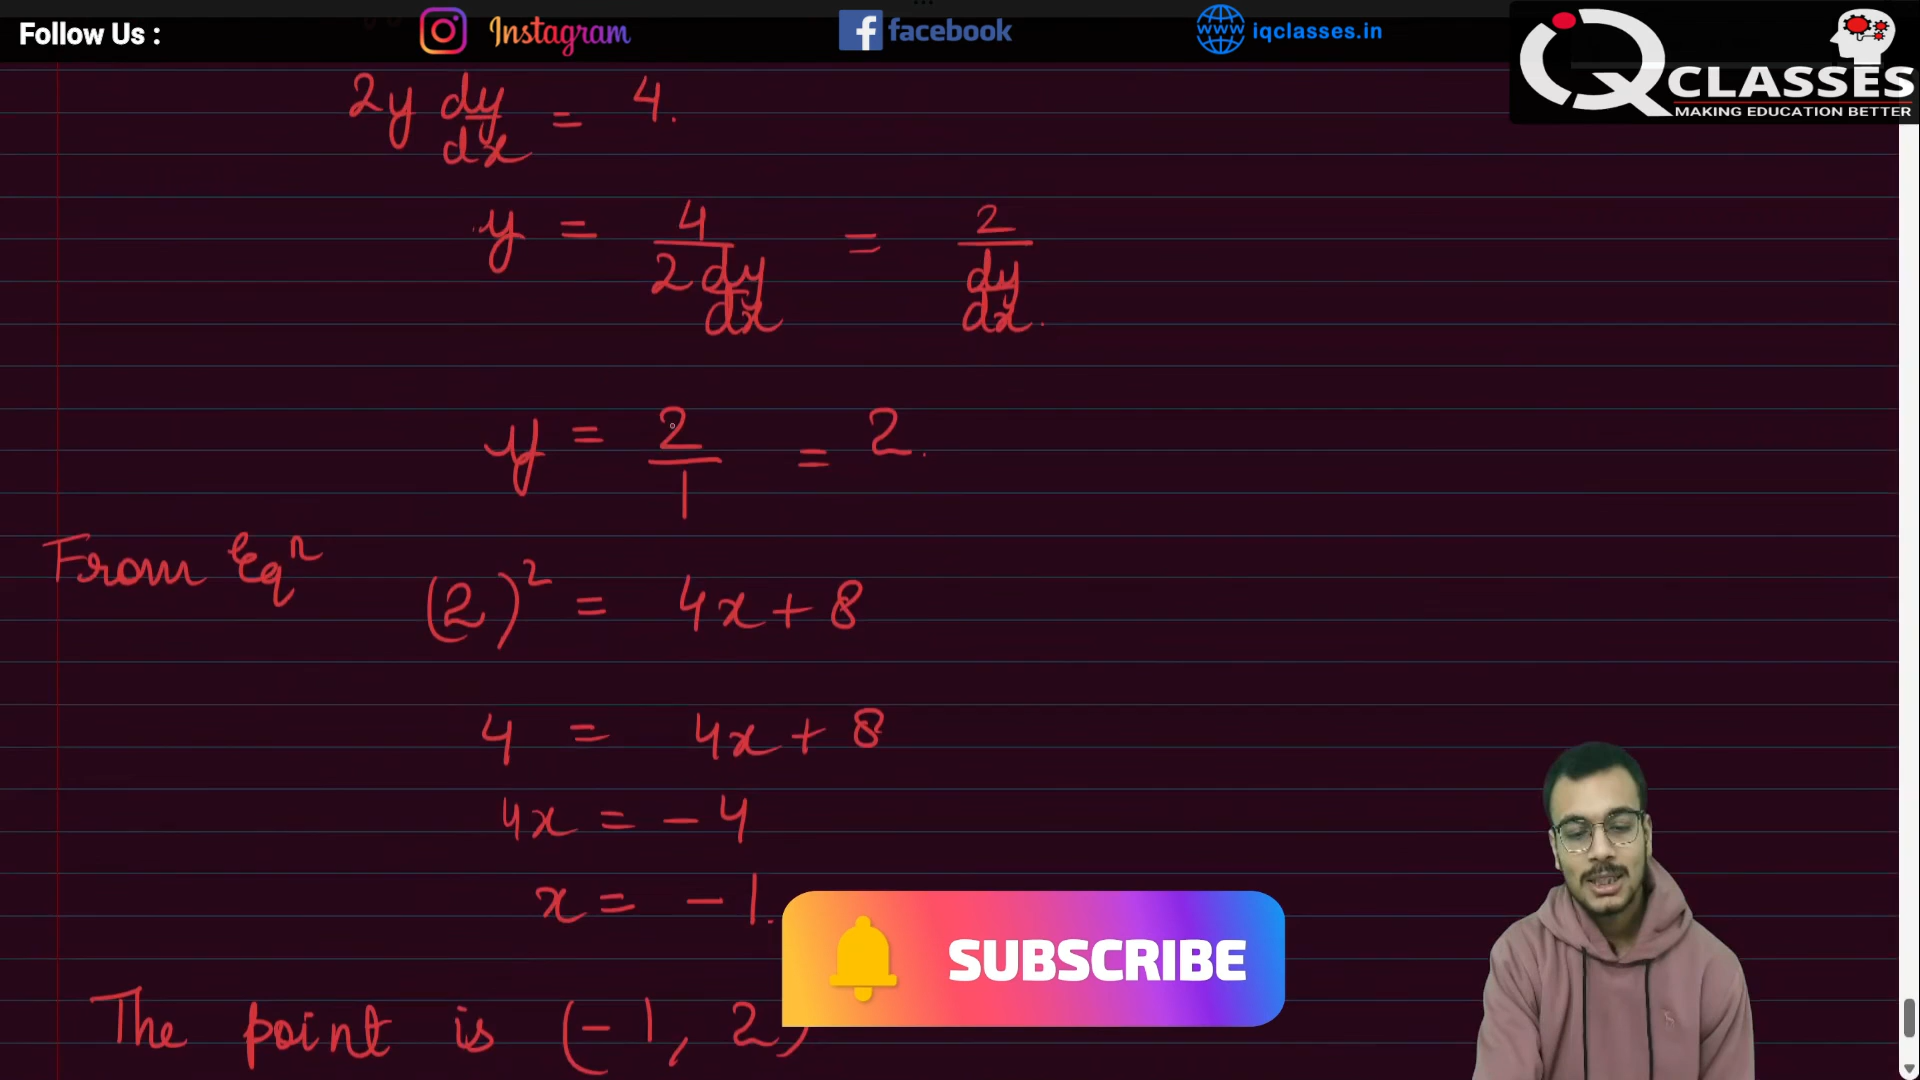 Follow Us :
Instagram
facebook
www iqclasses.in
iQ CLASSES
MAKING EDUCATION BETTER
2y dy/dx = 4.
y = 4/(2 dy/dx) = 2/(dy/dx).
y = 2/1 = 2.
From Eqⁿ
(2)² = 4x + 8
4 = 4x + 8
4x = - 4
x = - 1.
SUBSCRIBE
The point is (- 1, 2)